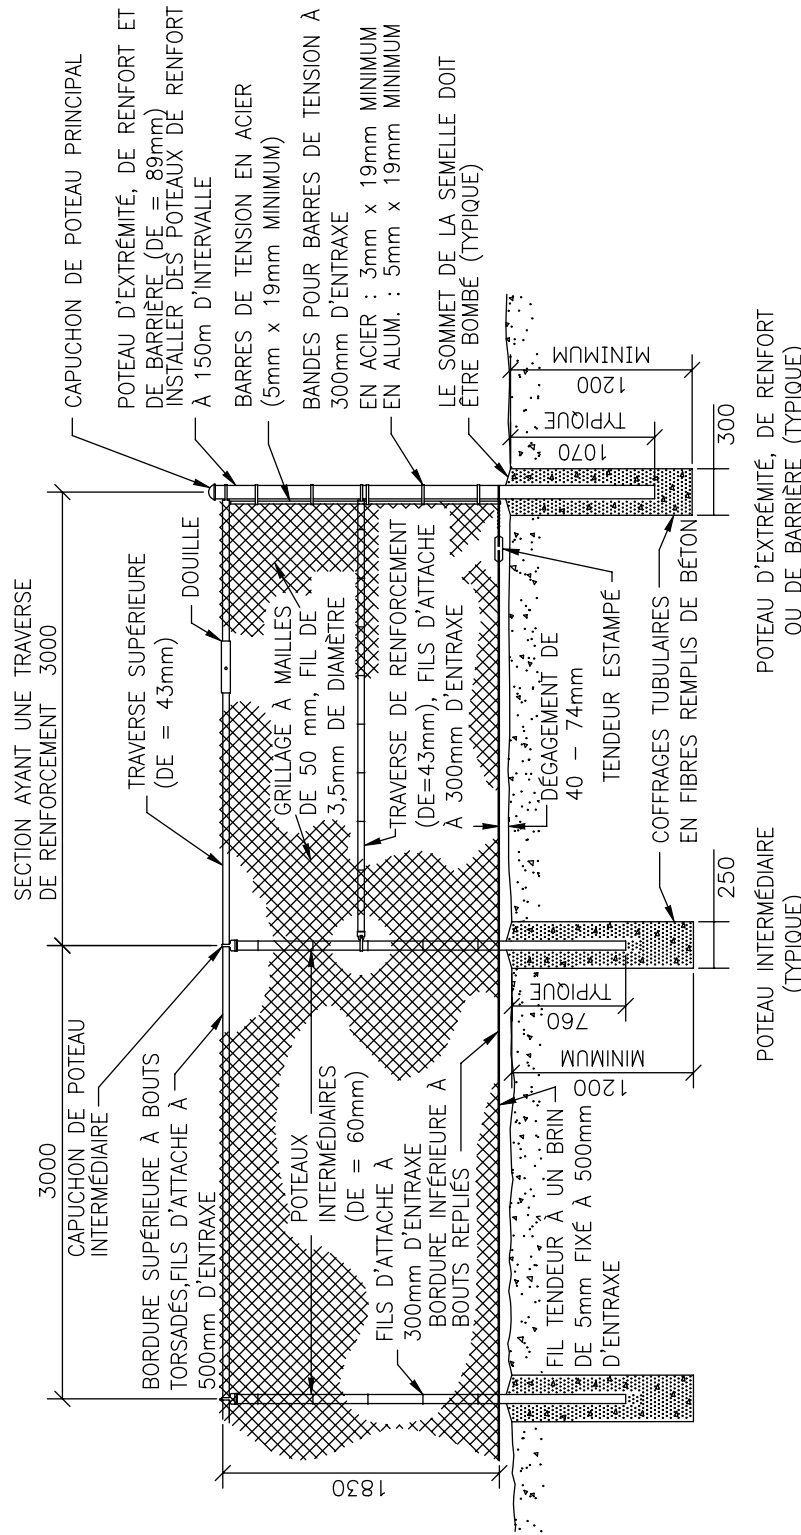 SECTION AYANT UNE TRAVERSE
DE RENFORCEMENT 3000
3000
CAPUCHON DE POTEAU
INTERMÉDIAIRE
BORDURE SUPÉRIEURE À BOUTS
TORSADÉS,FILS D'ATTACHE À
500mm D'ENTRAXE
TRAVERSE SUPÉRIEURE
(DE = 43mm)
DOUILLE
CAPUCHON DE POTEAU PRINCIPAL
POTEAU D'EXTRÉMITÉ, DE RENFORT ET
DE BARRIÈRE (DE = 89mm)
INSTALLER DES POTEAUX DE RENFORT
À 150m D'INTERVALLE
BARRES DE TENSION EN ACIER
(5mm x 19mm MINIMUM)
BANDES POUR BARRES DE TENSION À
300mm D'ENTRAXE
EN ACIER : 3mm x 19mm MINIMUM
EN ALUM. : 5mm x 19mm MINIMUM
LE SOMMET DE LA SEMELLE DOIT
ÊTRE BOMBÉ (TYPIQUE)
1830
POTEAUX
INTERMÉDIAIRES
(DE = 60mm)
GRILLAGE À MAILLES
DE 50 mm, FIL DE
3,5mm DE DIAMÈTRE
FILS D'ATTACHE À
300mm D'ENTRAXE
BORDURE INFÉRIEURE À
BOUTS REPLIÉS
TRAVERSE DE RENFORCEMENT
(DE=43mm), FILS D'ATTACHE
À 300mm D'ENTRAXE
FIL TENDEUR À UN BRIN
DE 5mm FIXÉ À 500mm
D'ENTRAXE
DÉGAGEMENT DE
40 – 74mm
TENDEUR ESTAMPÉ
1200
MINIMUM
760
TYPIQUE
1070
TYPIQUE
1200
MINIMUM
COFFRAGES TUBULAIRES
EN FIBRES REMPLIS DE BÉTON
250
300
POTEAU INTERMÉDIAIRE
(TYPIQUE)
POTEAU D'EXTRÉMITÉ, DE RENFORT
OU DE BARRIÈRE (TYPIQUE)